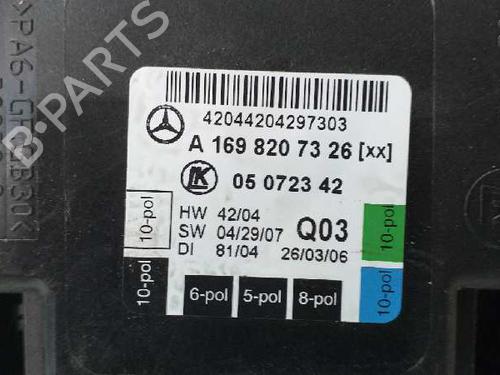 42044204297303
A 169 820 73 26 [xx]
05 0723 42
HW 42/04
SW 04/29/07 Q03
DI 81/04 26/03/06
10-pol
10-pol
10-pol
10-pol
6-pol 5-pol 8-pol
B-PARTS